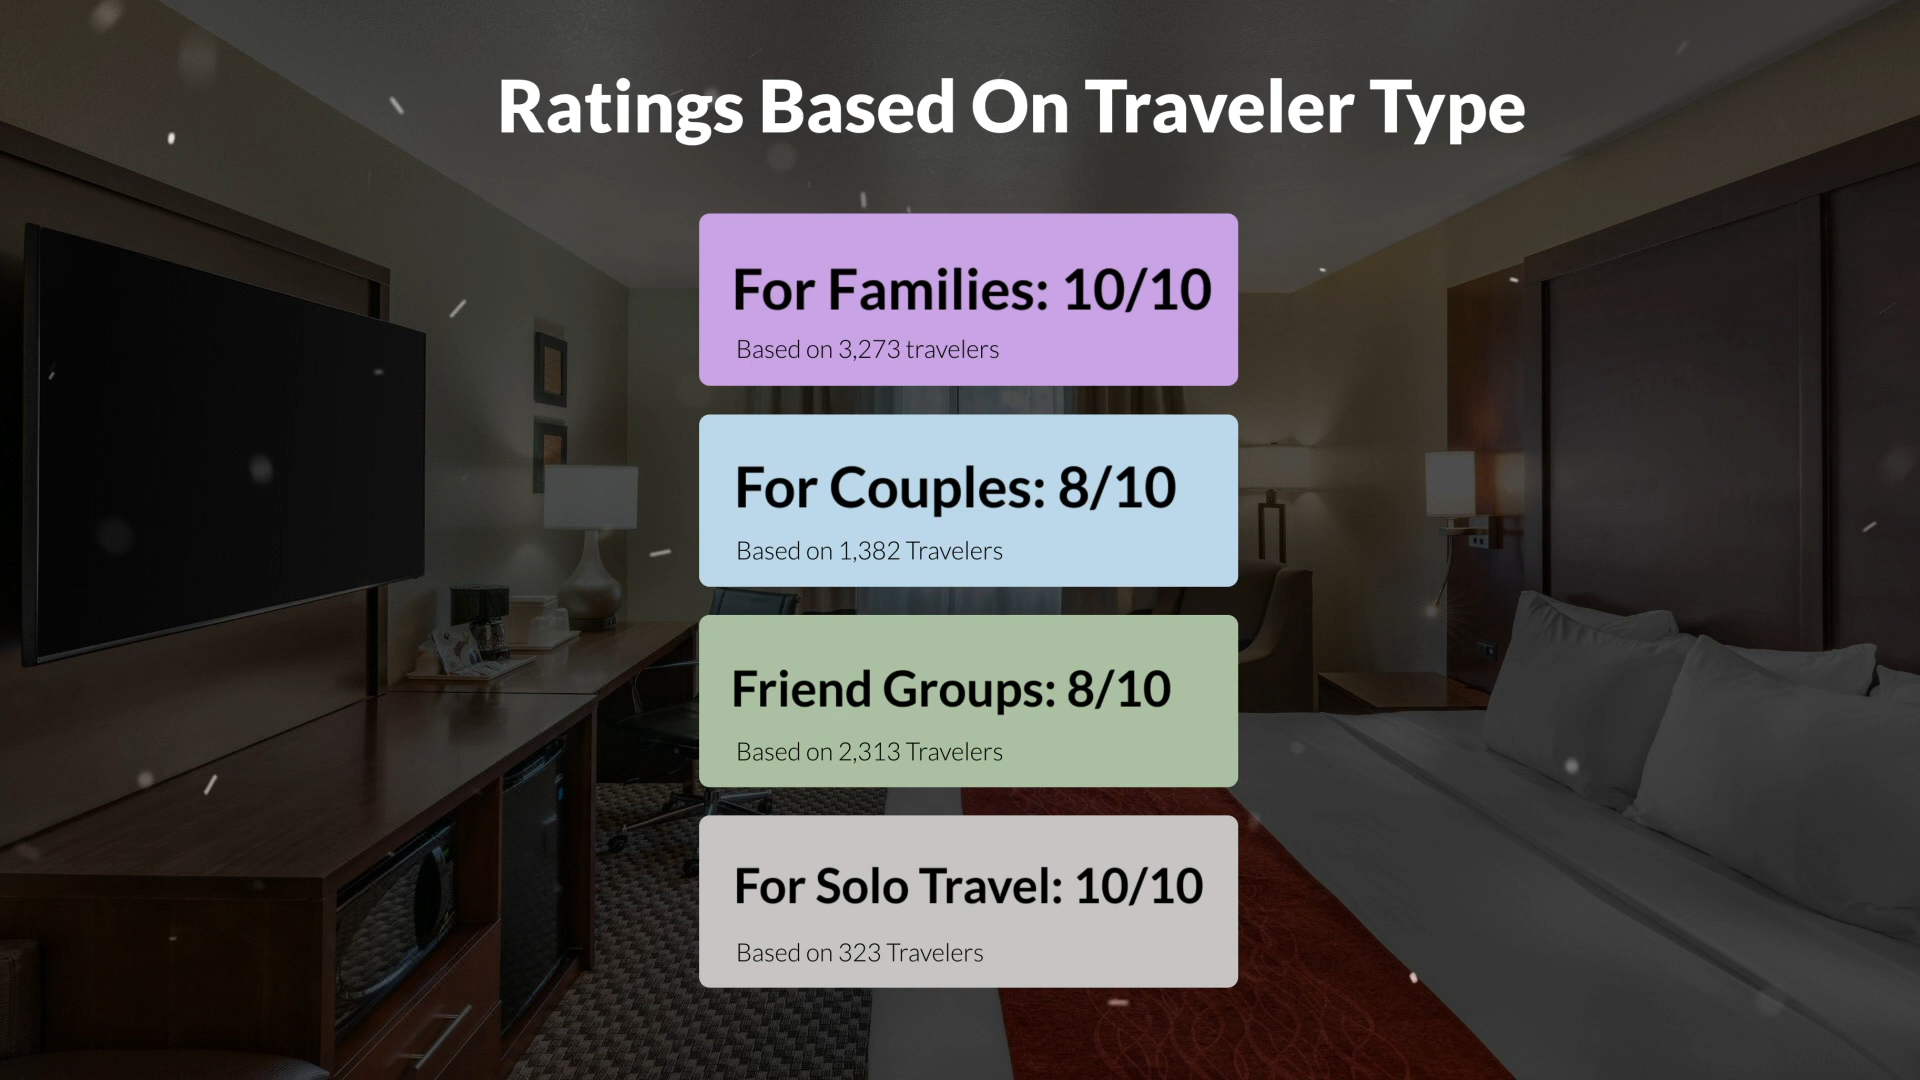 Ratings Based On Traveler Type
For Families: 10/10
Based on 3,273 travelers
For Couples: 8/10
Based on 1,382 Travelers
Friend Groups: 8/10
Based on 2,313 Travelers
For Solo Travel: 10/10
Based on 323 Travelers